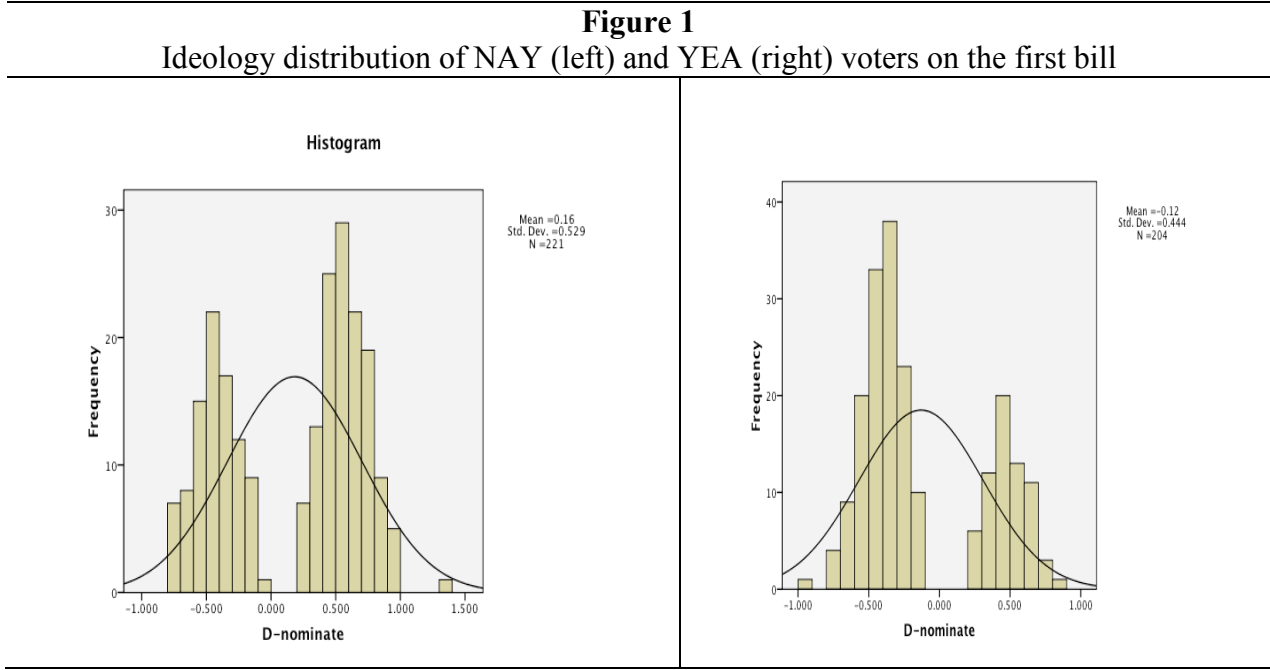 Figure 1
Ideology distribution of NAY (left) and YEA (right) voters on the first bill
Histogram
30
20
10
0
Frequency
-1.000 -0.500 0.000 0.500 1.000 1.500
D-nominate
Mean =0.16
Std. Dev. =0.529
N =221
40
30
20
10
0
Frequency
-1.000 -0.500 0.000 0.500 1.000
D-nominate
Mean =-0.12
Std. Dev. =0.444
N =204